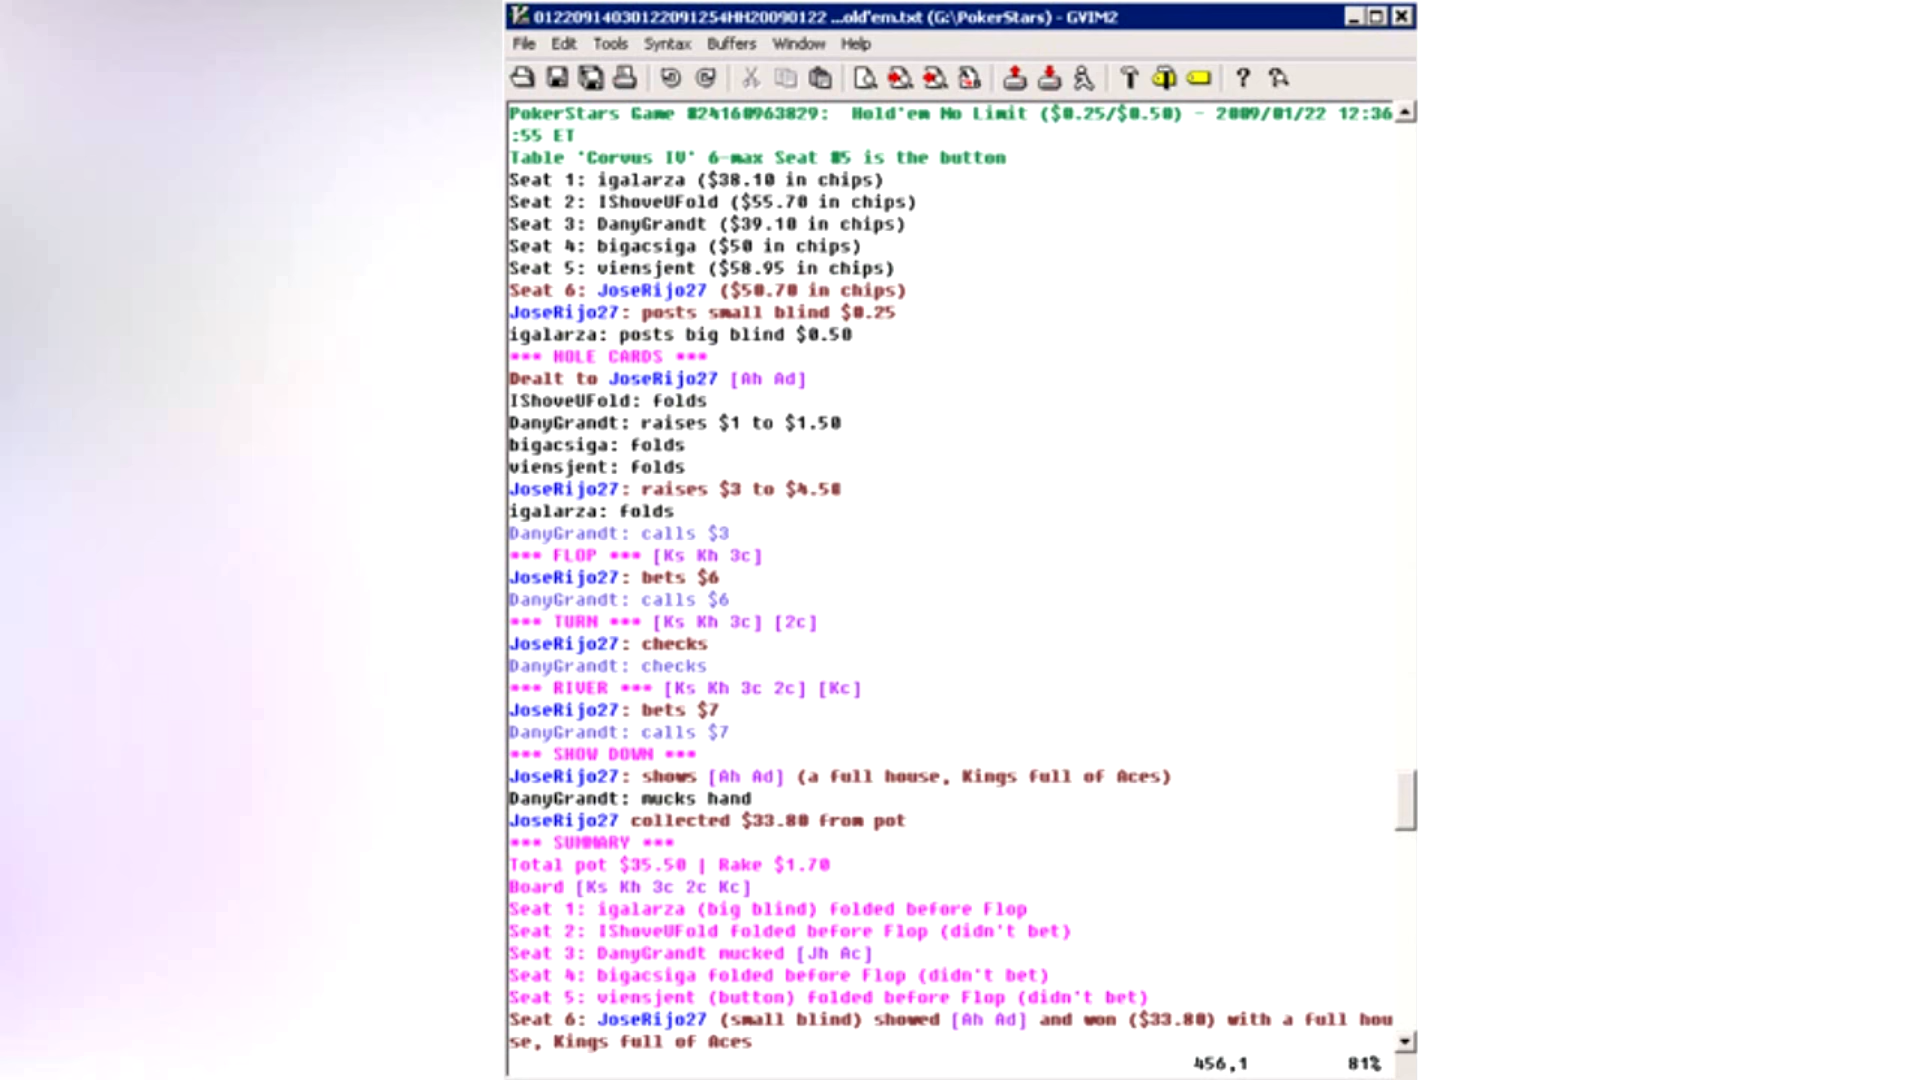 01220914030122091254HH20090122 ...old'em.txt (G:\PokerStars) - GVIM2
File Edit Tools Syntax Buffers Window Help
PokerStars Game #24160963829:  Hold'em No Limit ($0.25/$0.50) - 2009/01/22 12:36
:55 ET
Table 'Corvus IV' 6-max Seat #5 is the button
Seat 1: igalarza ($38.10 in chips)
Seat 2: IShoveUFold ($55.70 in chips)
Seat 3: DanyGrandt ($39.10 in chips)
Seat 4: bigacsiga ($50 in chips)
Seat 5: viensjent ($58.95 in chips)
Seat 6: JoseRijo27 ($50.70 in chips)
JoseRijo27: posts small blind $0.25
igalarza: posts big blind $0.50
*** HOLE CARDS ***
Dealt to JoseRijo27 [Ah Ad]
IShoveUFold: folds
DanyGrandt: raises $1 to $1.50
bigacsiga: folds
viensjent: folds
JoseRijo27: raises $3 to $4.50
igalarza: folds
DanyGrandt: calls $3
*** FLOP *** [Ks Kh 3c]
JoseRijo27: bets $6
DanyGrandt: calls $6
*** TURN *** [Ks Kh 3c] [2c]
JoseRijo27: checks
DanyGrandt: checks
*** RIVER *** [Ks Kh 3c 2c] [Kc]
JoseRijo27: bets $7
DanyGrandt: calls $7
*** SHOW DOWN ***
JoseRijo27: shows [Ah Ad] (a full house, Kings full of Aces)
DanyGrandt: mucks hand
JoseRijo27 collected $33.80 from pot
*** SUMMARY ***
Total pot $35.50 | Rake $1.70
Board [Ks Kh 3c 2c Kc]
Seat 1: igalarza (big blind) folded before Flop
Seat 2: IShoveUFold folded before Flop (didn't bet)
Seat 3: DanyGrandt mucked [Jh Ac]
Seat 4: bigacsiga folded before Flop (didn't bet)
Seat 5: viensjent (button) folded before Flop (didn't bet)
Seat 6: JoseRijo27 (small blind) showed [Ah Ad] and won ($33.80) with a full hou
se, Kings full of Aces
456,1 81%